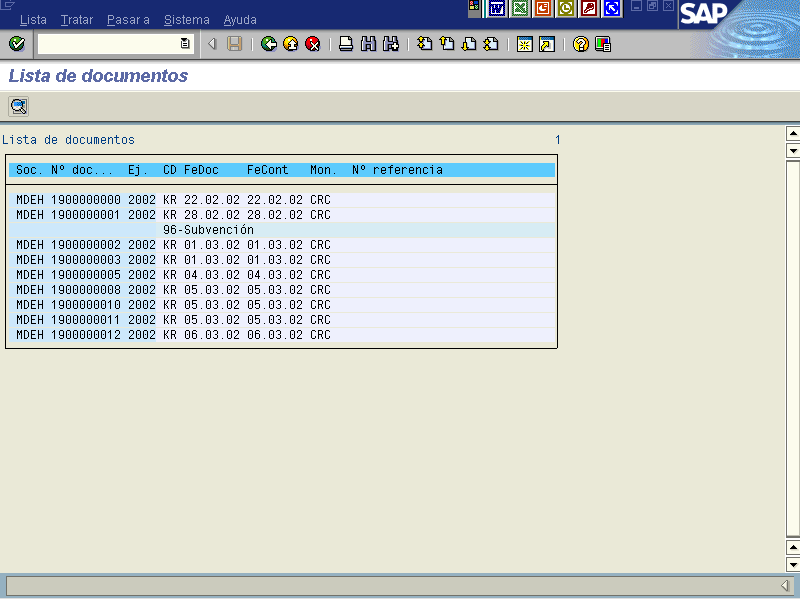 Lista Tratar Pasar a Sistema Ayuda
SAP
Lista de documentos
Lista de documentos 1
Soc. Nº doc... Ej. CD FeDoc FeCont Mon. Nº referencia
MDEH 1900000000 2002 KR 22.02.02 22.02.02 CRC
MDEH 1900000001 2002 KR 28.02.02 28.02.02 CRC
96-Subvención
MDEH 1900000002 2002 KR 01.03.02 01.03.02 CRC
MDEH 1900000003 2002 KR 01.03.02 01.03.02 CRC
MDEH 1900000005 2002 KR 04.03.02 04.03.02 CRC
MDEH 1900000008 2002 KR 05.03.02 05.03.02 CRC
MDEH 1900000010 2002 KR 05.03.02 05.03.02 CRC
MDEH 1900000011 2002 KR 05.03.02 05.03.02 CRC
MDEH 1900000012 2002 KR 06.03.02 06.03.02 CRC